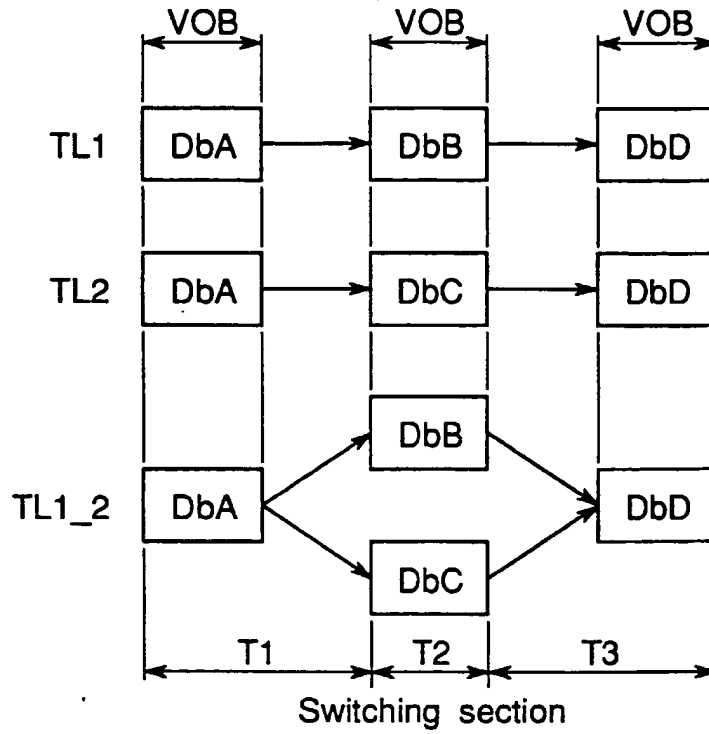 VOB VOB VOB
TL1 DbA DbB DbD
TL2 DbA DbC DbD
DbB
TL1_2 DbA DbD
DbC
T1 T2 T3
Switching section